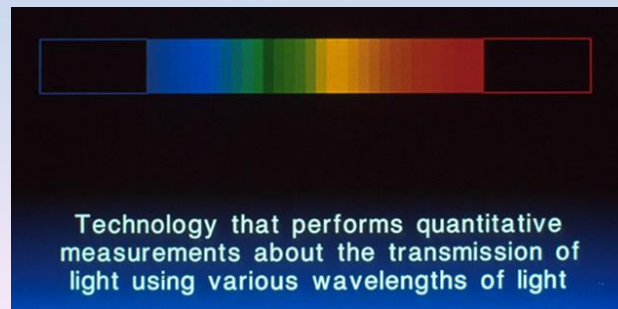 Technology that performs quantitative
measurements about the transmission of
light using various wavelengths of light